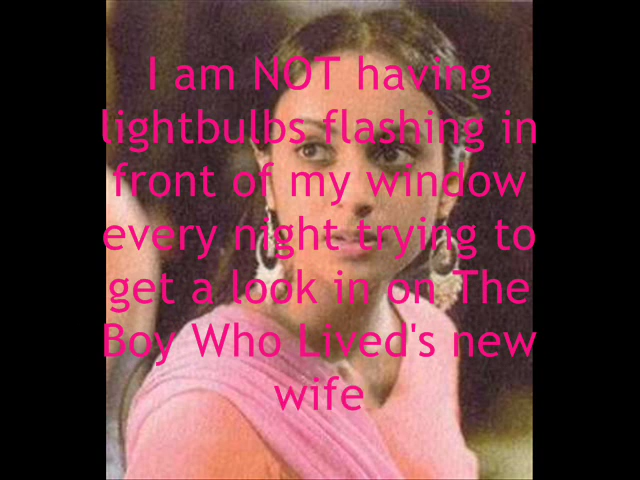 I am NOT having
lightbulbs flashing in
front of my window
every night trying to
get a look in on The
Boy Who Lived's new
wife